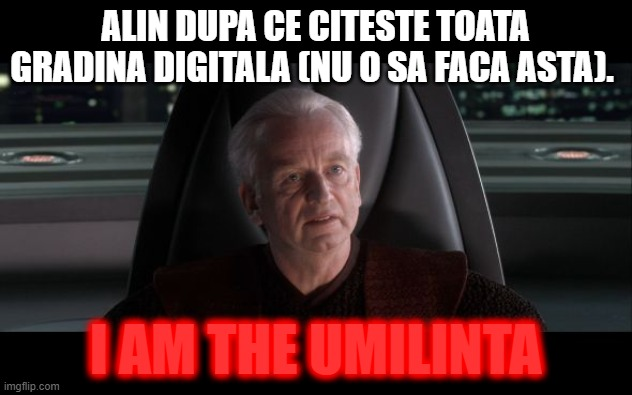 ALIN DUPA CE CITESTE TOATA
GRADINA DIGITALA (NU O SA FACA ASTA).
I AM THE UMILINTA
imgflip.com